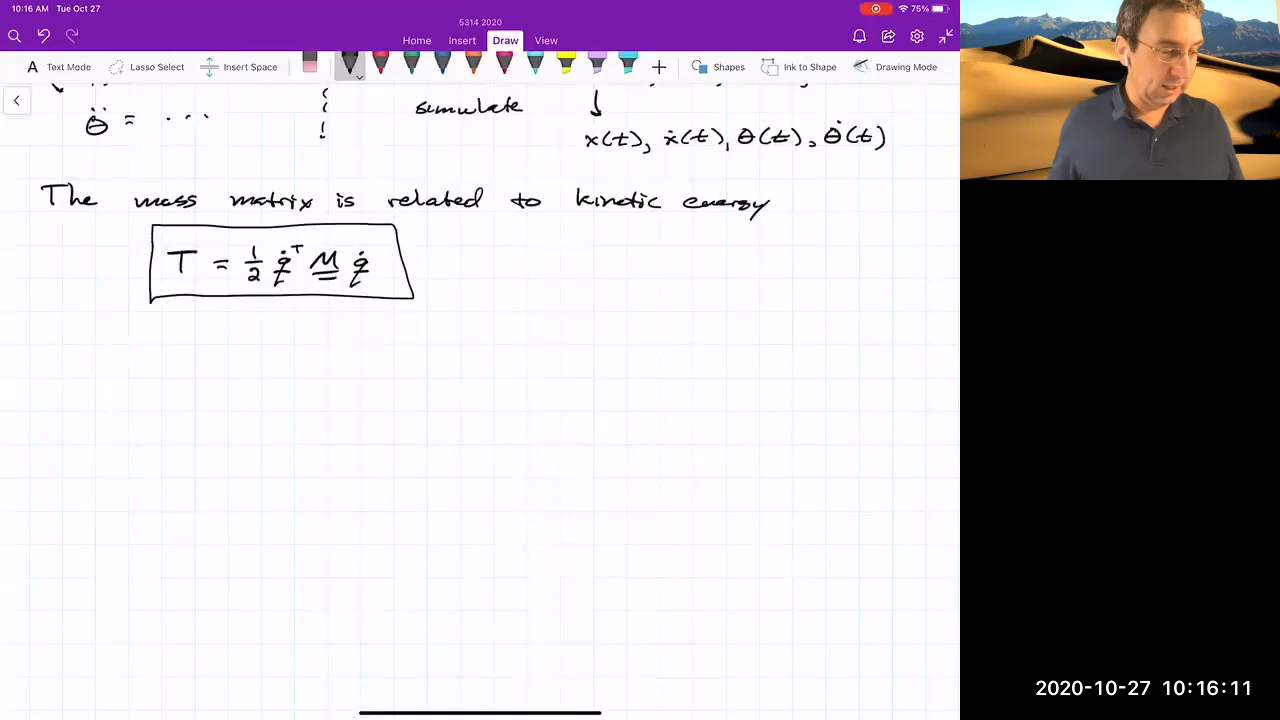 10:16 AM Tue Oct 27
75%
5314 2020
Home Insert Draw View
A Text Mode Lasso Select Insert Space Shapes Ink to Shape Drawing Mode
θ̈ = ...
simulate
x(t), ẋ(t), θ(t), θ̇(t)
The mass matrix is related to kinetic energy
T = 1/2 q̇ᵀ M q̇
2020-10-27 10:16:11